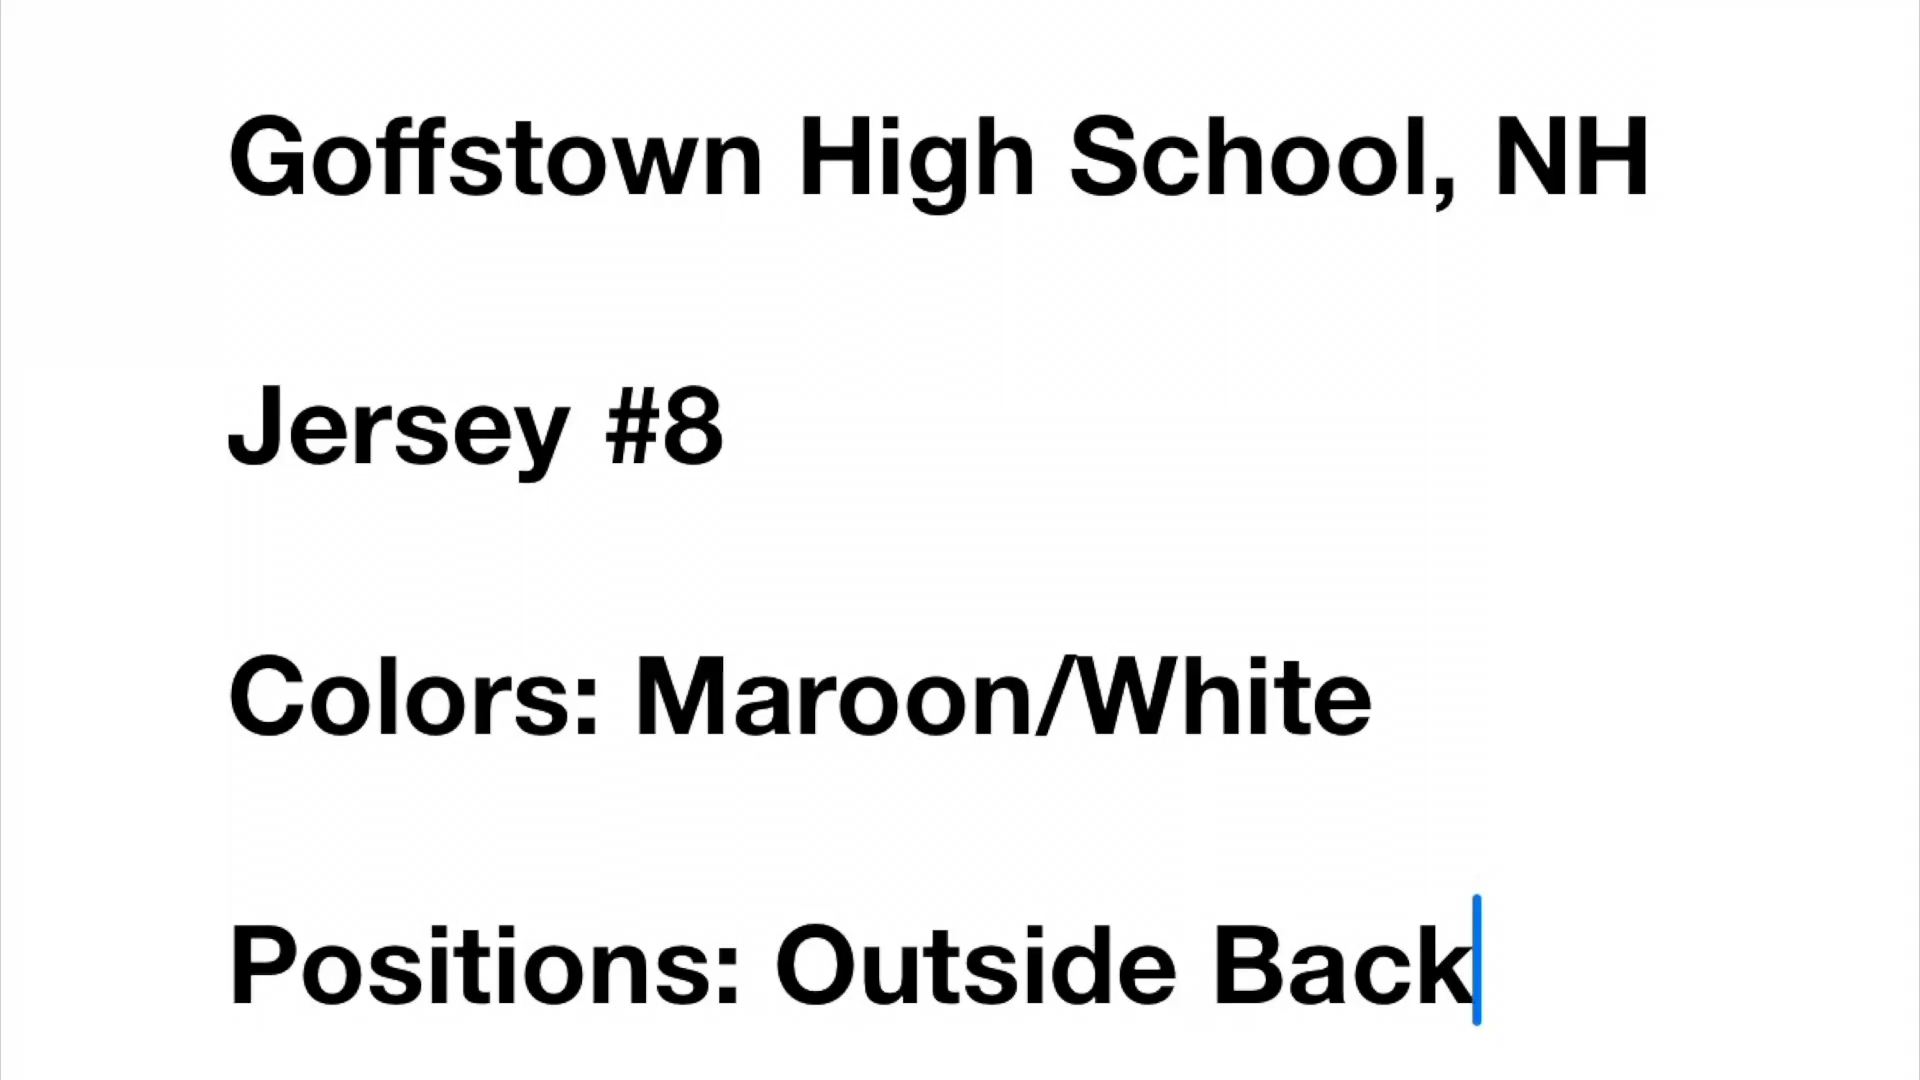 Goffstown High School, NH
Jersey #8
Colors: Maroon/White
Positions: Outside Back